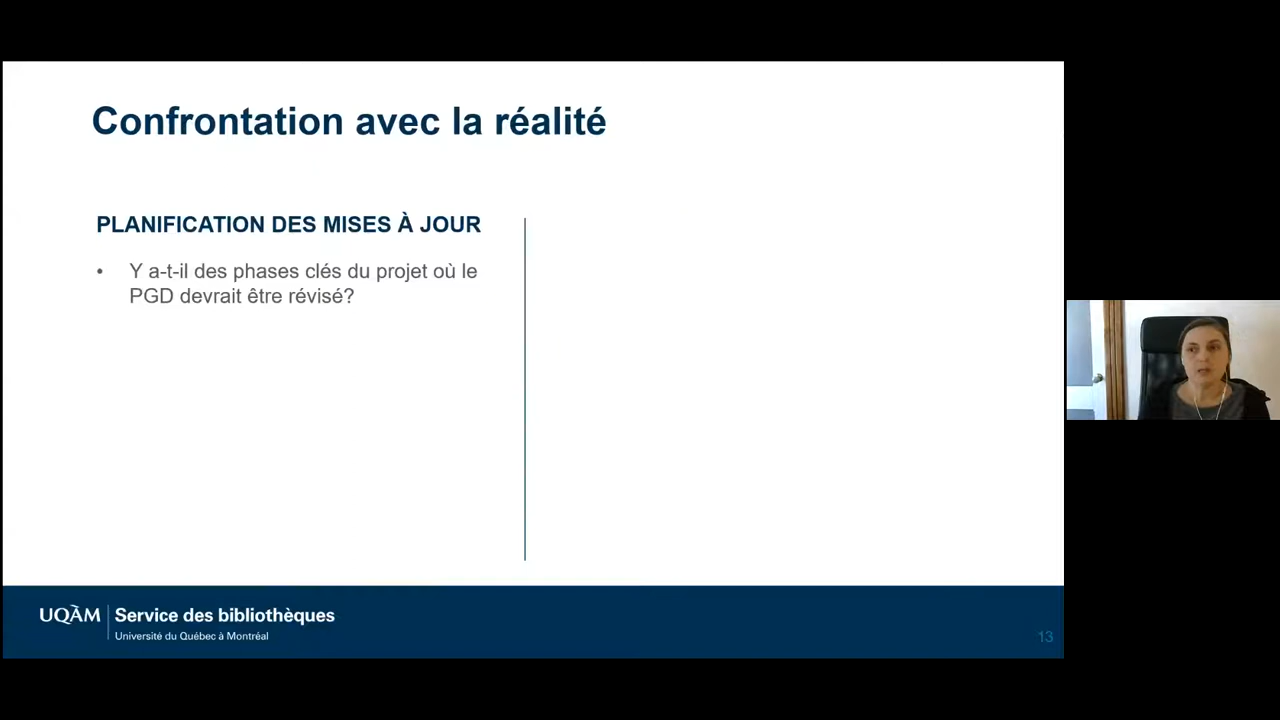 Confrontation avec la réalité
PLANIFICATION DES MISES À JOUR
• Y a-t-il des phases clés du projet où le
PGD devrait être révisé?
UQÀM Service des bibliothèques
Université du Québec à Montréal
13